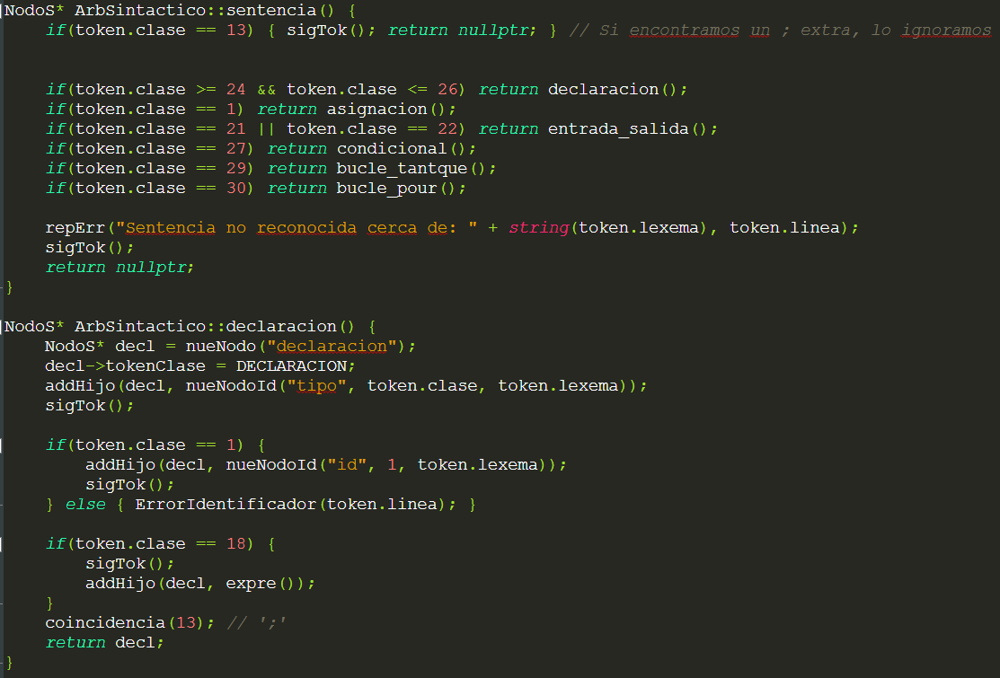 NodoS* ArbSintactico::sentencia() {
    if(token.clase == 13) { sigTok(); return nullptr; } // Si encontramos un ; extra, lo ignoramos
    if(token.clase >= 24 && token.clase <= 26) return declaracion();
    if(token.clase == 1) return asignacion();
    if(token.clase == 21 || token.clase == 22) return entrada_salida();
    if(token.clase == 27) return condicional();
    if(token.clase == 29) return bucle_tantque();
    if(token.clase == 30) return bucle_pour();
    repErr("Sentencia no reconocida cerca de: " + string(token.lexema), token.linea);
    sigTok();
    return nullptr;
}
NodoS* ArbSintactico::declaracion() {
    NodoS* decl = nueNodo("declaracion");
    decl->tokenClase = DECLARACION;
    addHijo(decl, nueNodoId("tipo", token.clase, token.lexema));
    sigTok();
    if(token.clase == 1) {
        addHijo(decl, nueNodoId("id", 1, token.lexema));
        sigTok();
    } else { ErrorIdentificador(token.linea); }
    if(token.clase == 18) {
        sigTok();
        addHijo(decl, expre());
    }
    coincidencia(13); // ';'
    return decl;
}